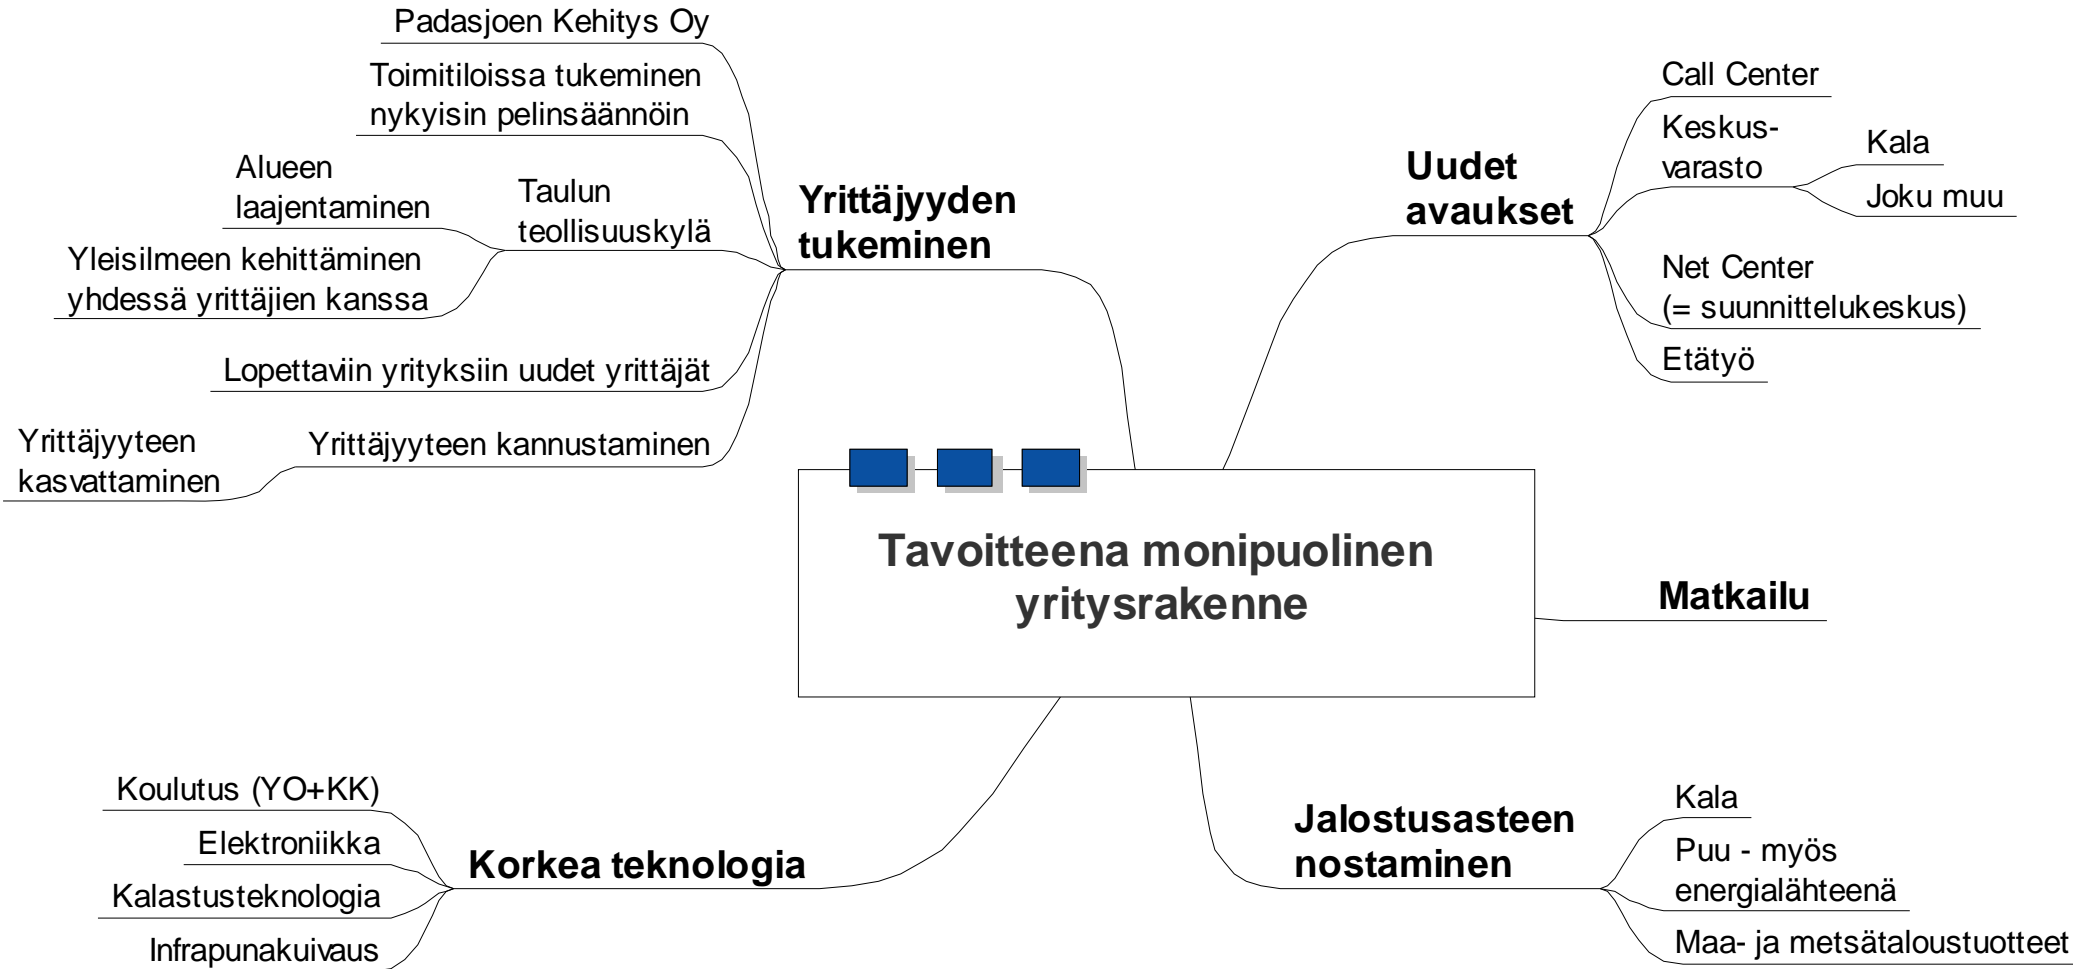 Padasjoen Kehitys Oy
Toimitiloissa tukeminen
nykyisin pelinsäännöin
Alueen
laajentaminen
Taulun
teollisuuskylä
Yleisilmeen kehittäminen
yhdessä yrittäjien kanssa
Lopettaviin yrityksiin uudet yrittäjät
Yrittäjyyteen kannustaminen
Yrittäjyyteen
kasvattaminen
Yrittäjyyden
tukeminen
Uudet
avaukset
Call Center
Keskus-
varasto
Kala
Joku muu
Net Center
(= suunnittelukeskus)
Etätyö
Tavoitteena monipuolinen
yritysrakenne
Matkailu
Koulutus (YO+KK)
Elektroniikka
Kalastusteknologia
Infrapunakuivaus
Korkea teknologia
Jalostusasteen
nostaminen
Kala
Puu - myös
energialähteenä
Maa- ja metsätaloustuotteet